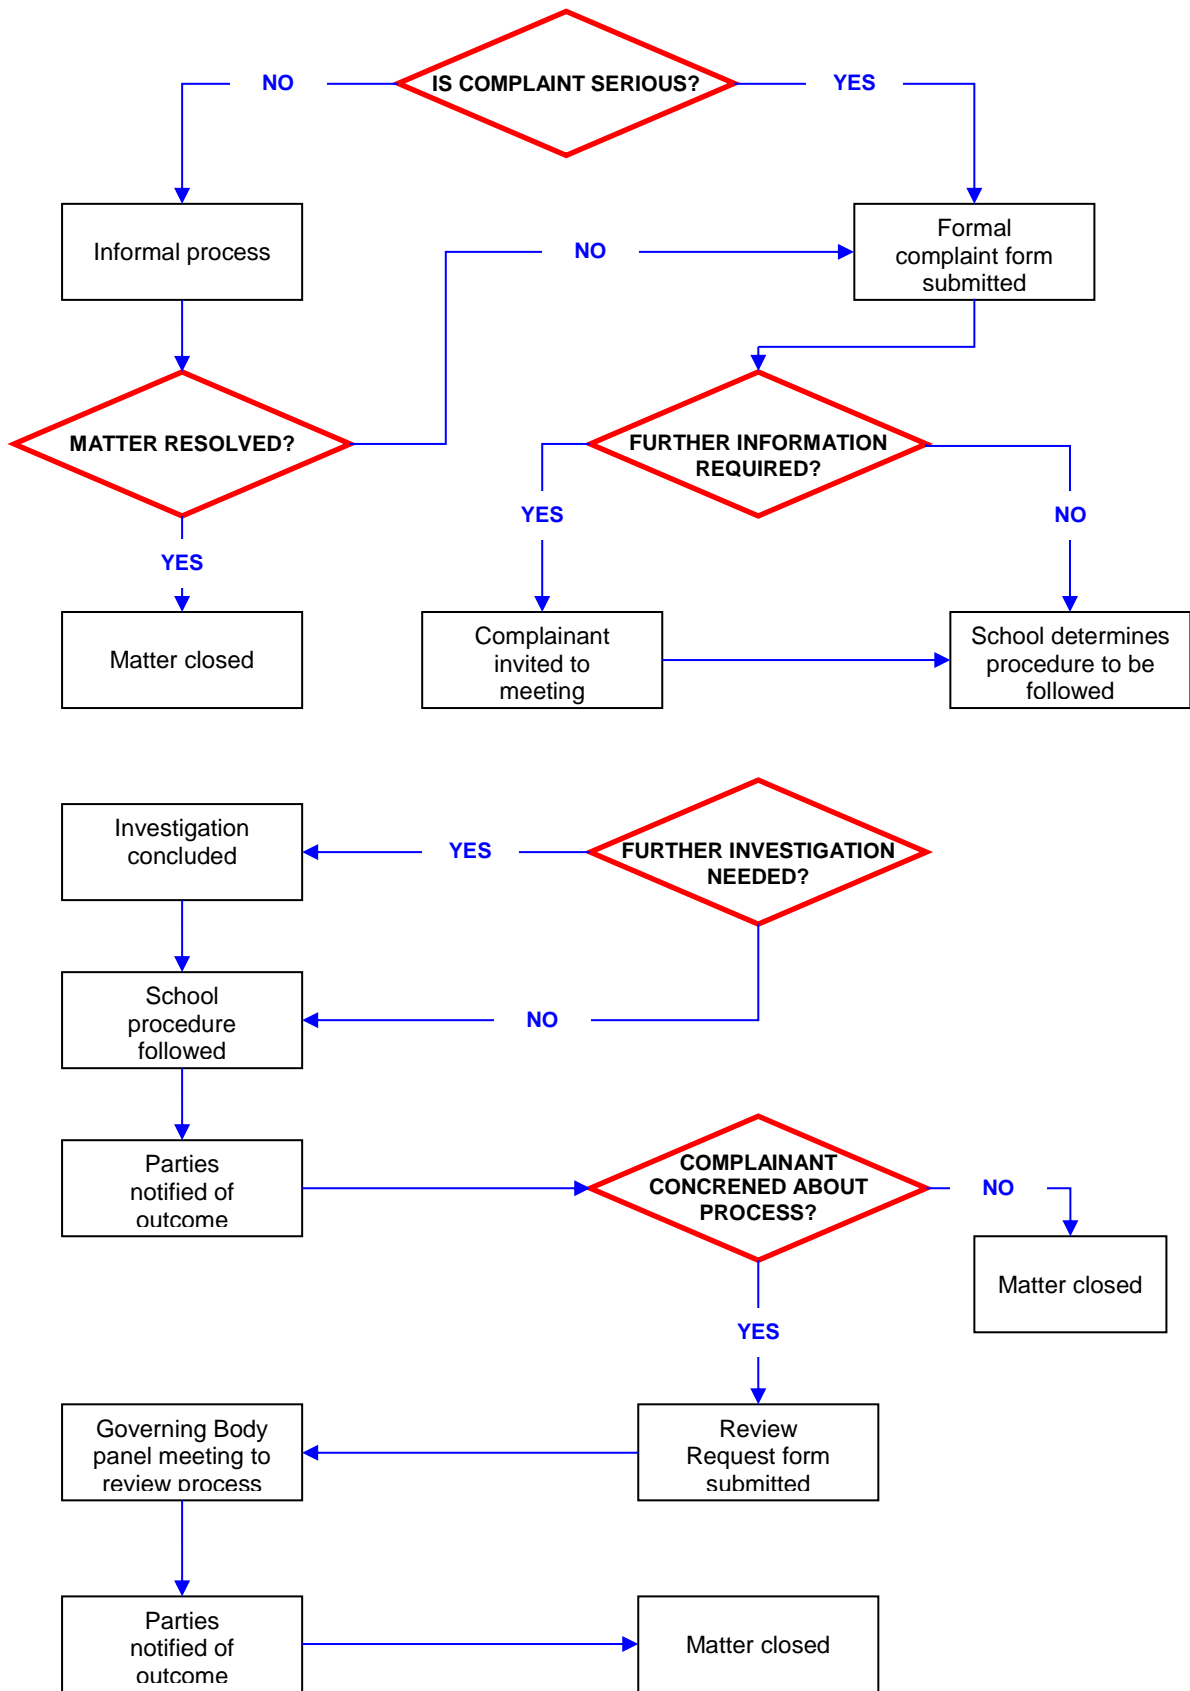 NO
IS COMPLAINT SERIOUS?
YES
Informal process
NO
Formal
complaint form
submitted
MATTER RESOLVED?
FURTHER INFORMATION
REQUIRED?
YES
YES
NO
Matter closed
Complainant
invited to
meeting
School determines
procedure to be
followed
Investigation
concluded
YES
FURTHER INVESTIGATION
NEEDED?
School
procedure
followed
NO
Parties
notified of
outcome
COMPLAINANT
CONCRENED ABOUT
PROCESS?
NO
Matter closed
YES
Governing Body
panel meeting to
review process
Review
Request form
submitted
Parties
notified of
outcome
Matter closed